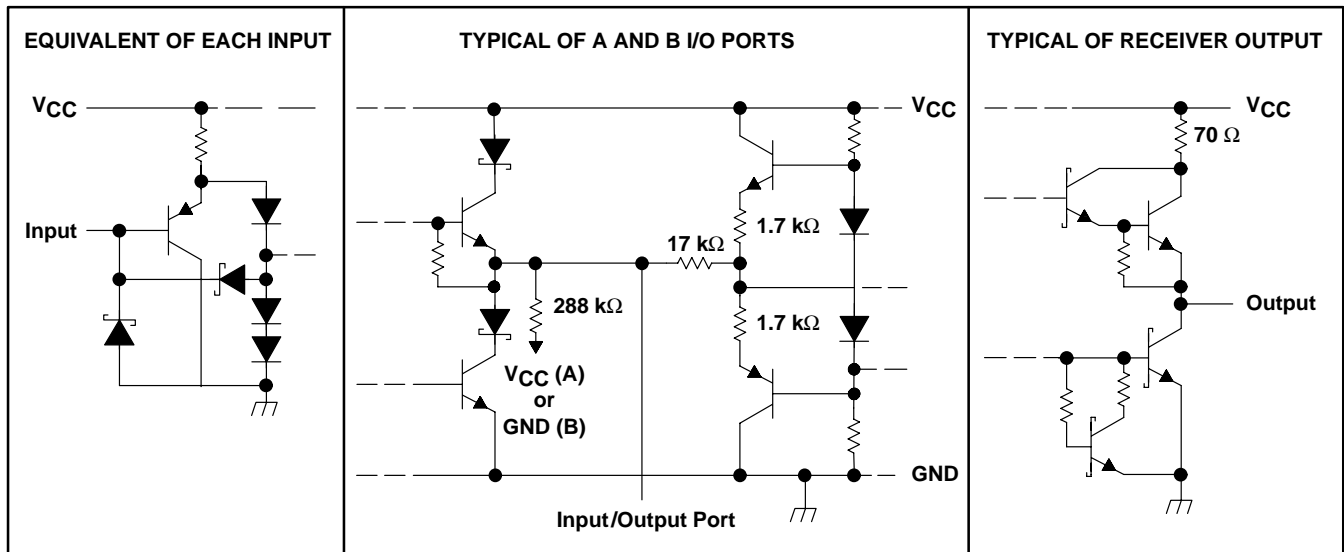 EQUIVALENT OF EACH INPUT
VCC
Input
TYPICAL OF A AND B I/O PORTS
VCC
1.7 kΩ
17 kΩ
288 kΩ
1.7 kΩ
VCC (A)
or
GND (B)
GND
Input/Output Port
TYPICAL OF RECEIVER OUTPUT
VCC
70 Ω
Output